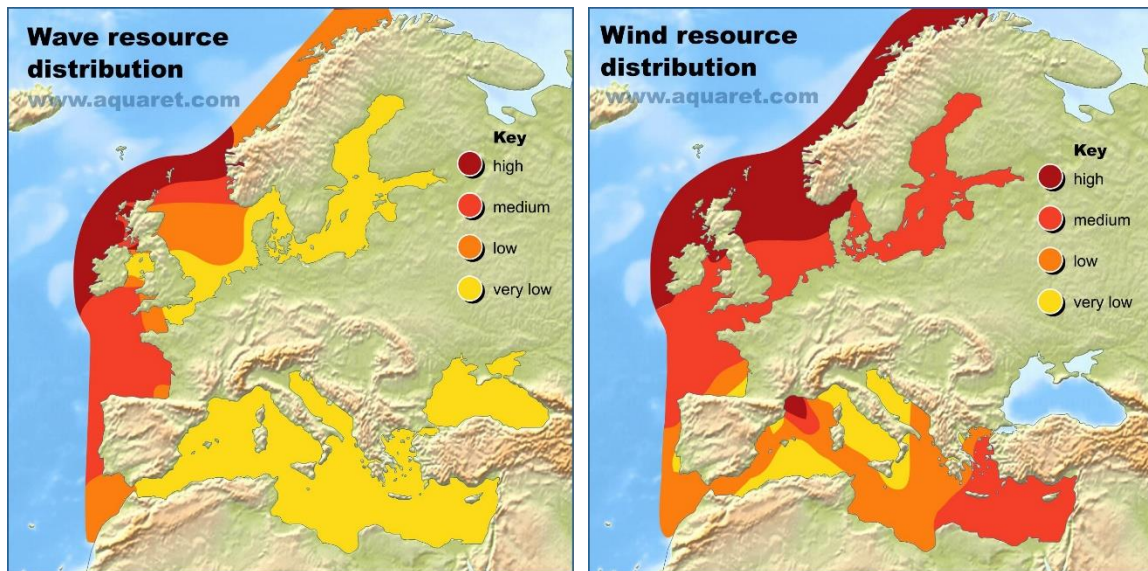 Wave resource
distribution
www.aquaret.com
Key
high
medium
low
very low
Wind resource
distribution
www.aquaret.com
Key
high
medium
low
very low